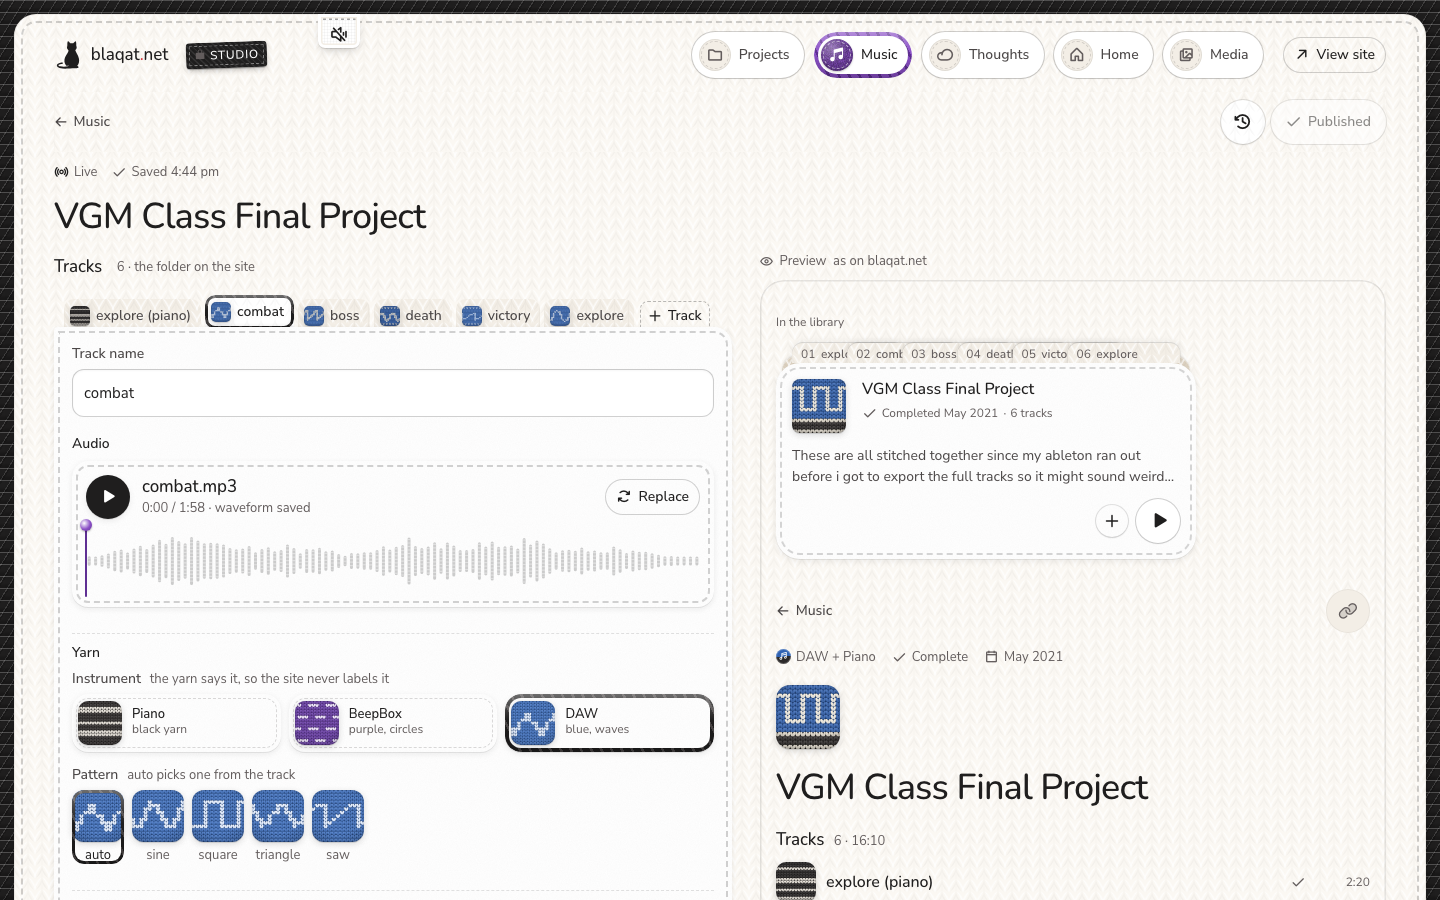 blaqat.net
STUDIO
Projects
Music
Thoughts
Home
Media
View site
Music
Published
Live
Saved 4:44 pm
VGM Class Final Project
Tracks 6 · the folder on the site
explore (piano)
combat
boss
death
victory
explore
Track
Track name
combat
Audio
combat.mp3
0:00 / 1:58 · waveform saved
Replace
Yarn
Instrument the yarn says it, so the site never labels it
Piano
black yarn
BeepBox
purple, circles
DAW
blue, waves
Pattern auto picks one from the track
auto
sine
square
triangle
saw
Preview as on blaqat.net
In the library
01 expl
02 com
03 boss
04 deat
05 victo
06 explore
VGM Class Final Project
Completed May 2021 · 6 tracks
These are all stitched together since my ableton ran out
before i got to export the full tracks so it might sound weird…
Music
DAW + Piano
Complete
May 2021
VGM Class Final Project
Tracks 6 · 16:10
explore (piano)
2:20